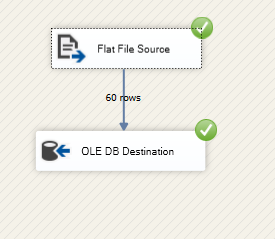 Flat File Source
60 rows
OLE DB Destination